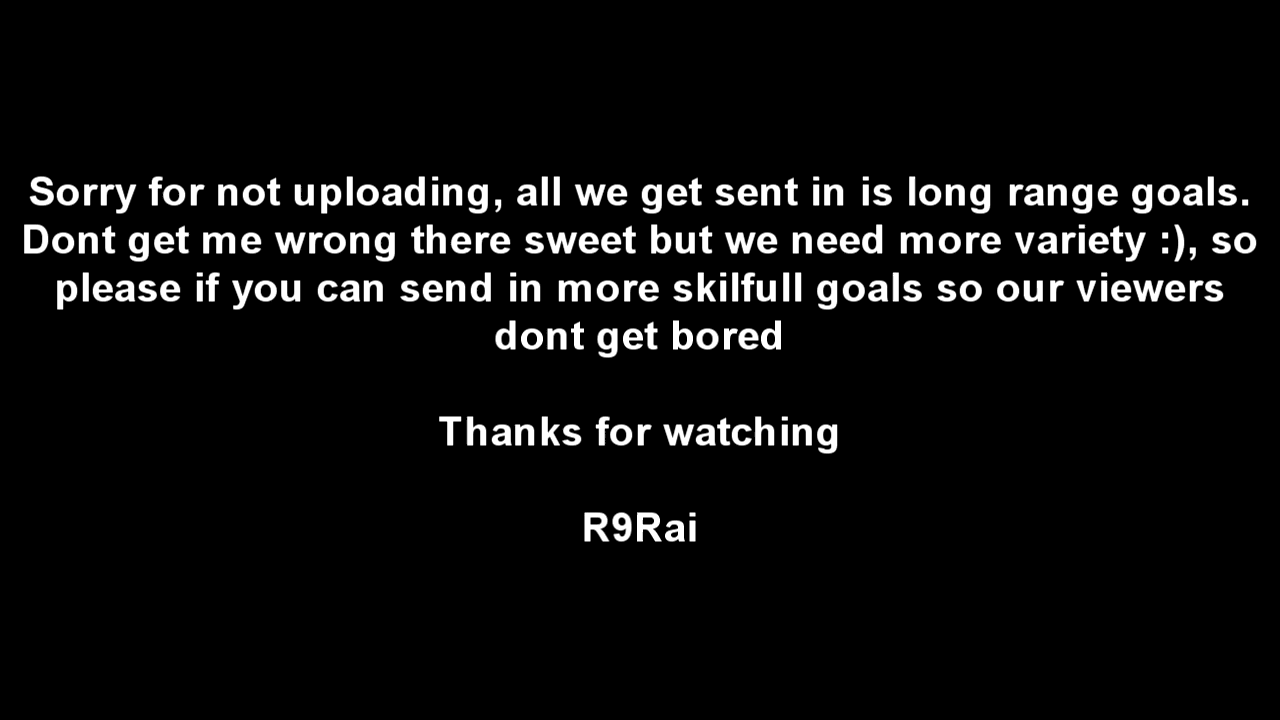 Sorry for not uploading, all we get sent in is long range goals.
Dont get me wrong there sweet but we need more variety :), so
please if you can send in more skilfull goals so our viewers
dont get bored
Thanks for watching
R9Rai